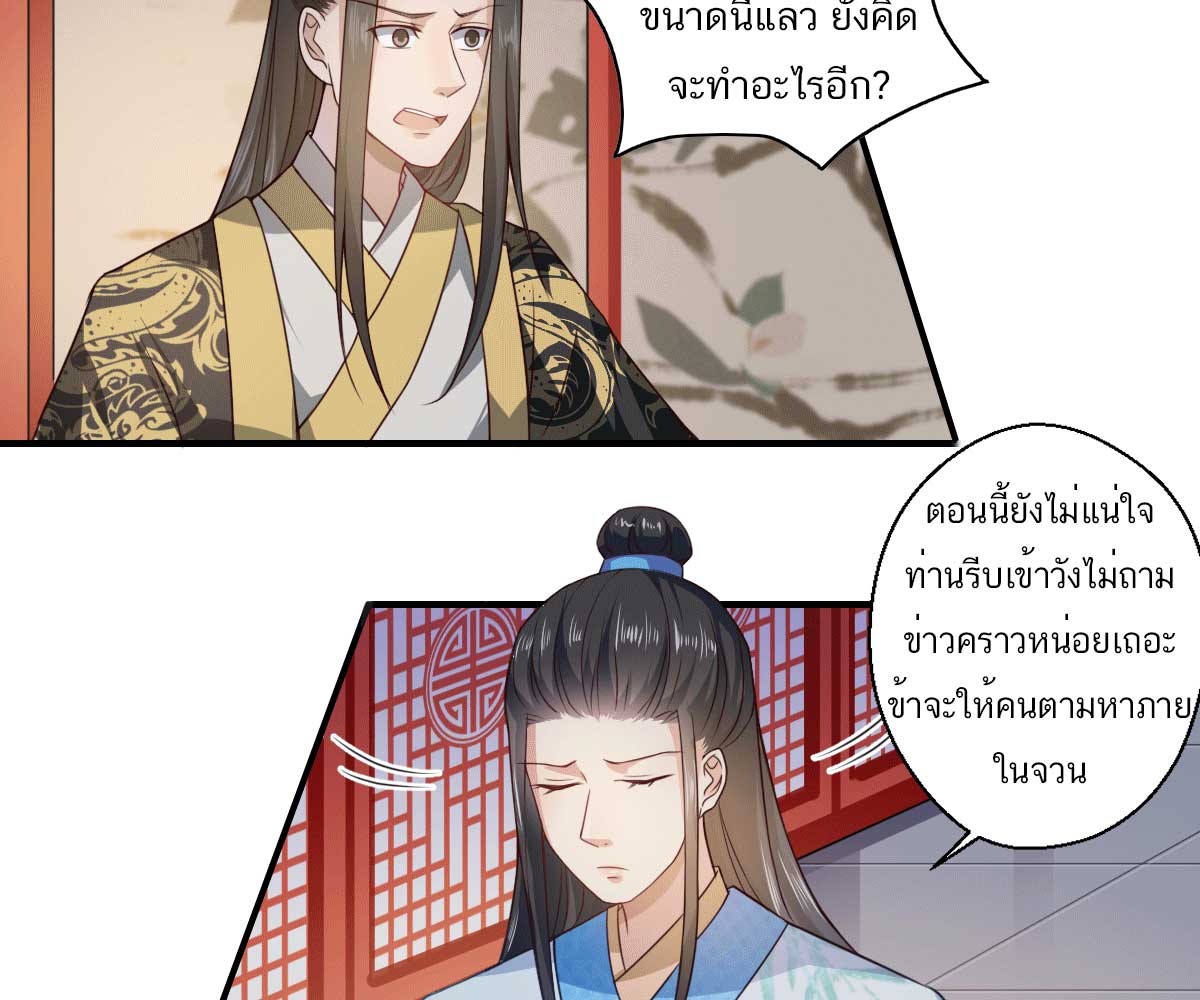 ขนาดนี้แล้ว ยังคิด
จะทำอะไรอีก?
ตอนนี้ยังไม่แน่ใจ
ท่านรีบเข้าวังไม่ถาม
ข่าวคราวหน่อยเถอะ
ข้าจะให้คนตามหาภาย
ในจวน